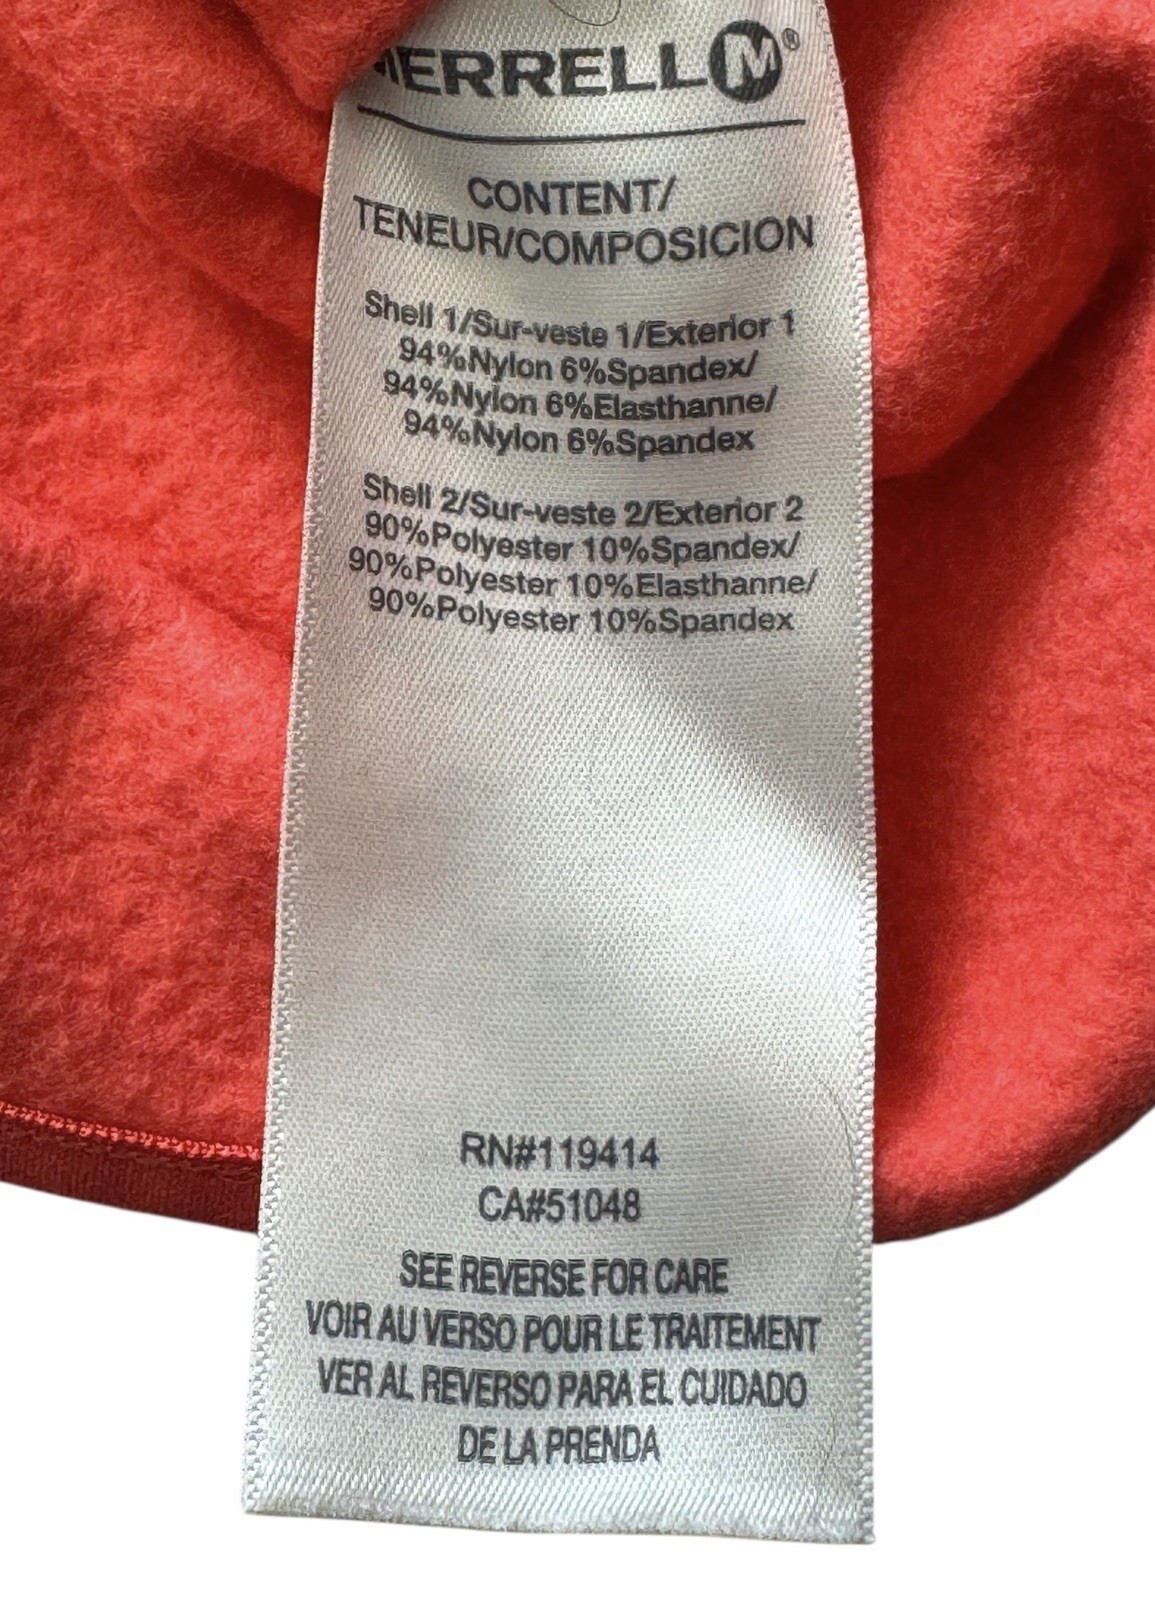 MERRELL M®
CONTENT/
TENEUR/COMPOSICION
Shell 1/Sur-veste 1/Exterior 1
94%Nylon 6%Spandex/
94%Nylon 6%Elasthanne/
94%Nylon 6%Spandex
Shell 2/Sur-veste 2/Exterior 2
90%Polyester 10%Spandex/
90%Polyester 10%Elasthanne/
90%Polyester 10%Spandex
RN#119414
CA#51048
SEE REVERSE FOR CARE
VOIR AU VERSO POUR LE TRAITEMENT
VER AL REVERSO PARA EL CUIDADO
DE LA PRENDA